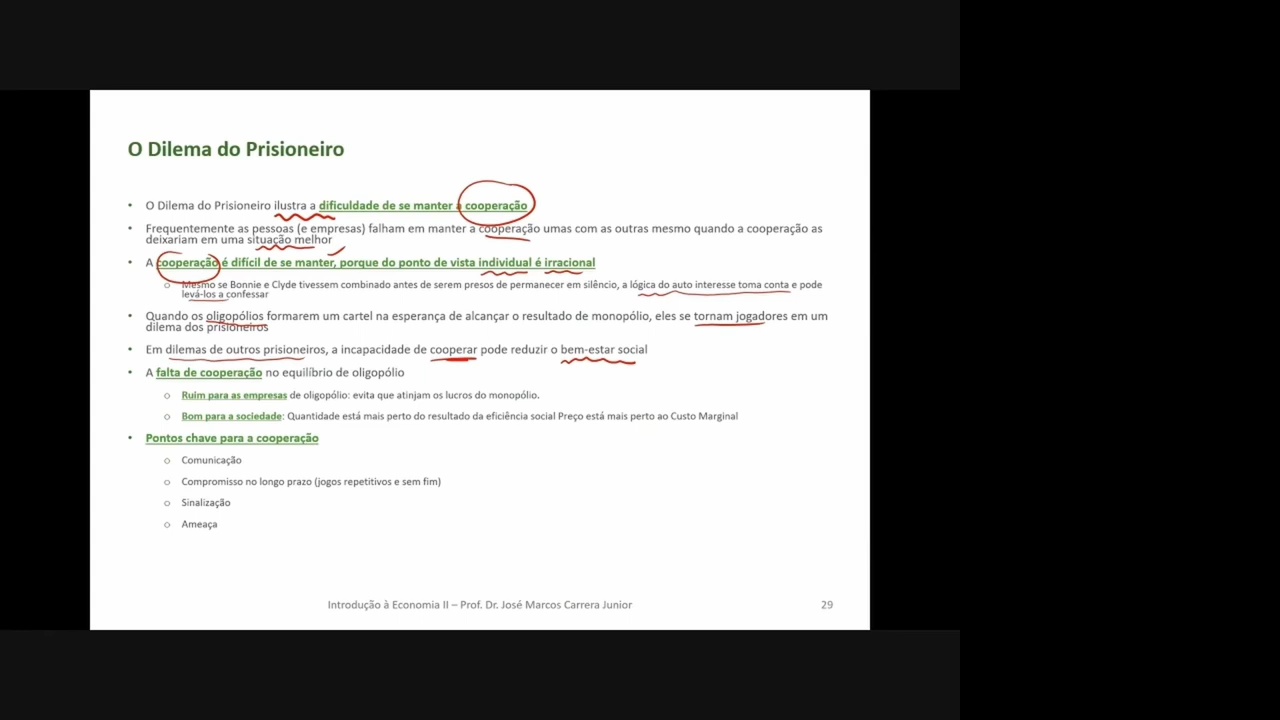 O Dilema do Prisioneiro
• O Dilema do Prisioneiro ilustra a dificuldade de se manter a cooperação
• Frequentemente as pessoas (e empresas) falham em manter a cooperação umas com as outras mesmo quando a cooperação as
deixariam em uma situação melhor
• A cooperação é difícil de se manter, porque do ponto de vista individual é irracional
o Mesmo se Bonnie e Clyde tivessem combinado antes de serem presos de permanecer em silêncio, a lógica do auto interesse toma conta e pode
levá-los a confessar
• Quando os oligopólios formarem um cartel na esperança de alcançar o resultado de monopólio, eles se tornam jogadores em um
dilema dos prisioneiros
• Em dilemas de outros prisioneiros, a incapacidade de cooperar pode reduzir o bem-estar social
• A falta de cooperação no equilíbrio de oligopólio
o Ruim para as empresas de oligopólio: evita que atinjam os lucros do monopólio.
o Bom para a sociedade: Quantidade está mais perto do resultado da eficiência social Preço está mais perto ao Custo Marginal
• Pontos chave para a cooperação
o Comunicação
o Compromisso no longo prazo (jogos repetitivos e sem fim)
o Sinalização
o Ameaça
Introdução à Economia II – Prof. Dr. José Marcos Carrera Junior 29